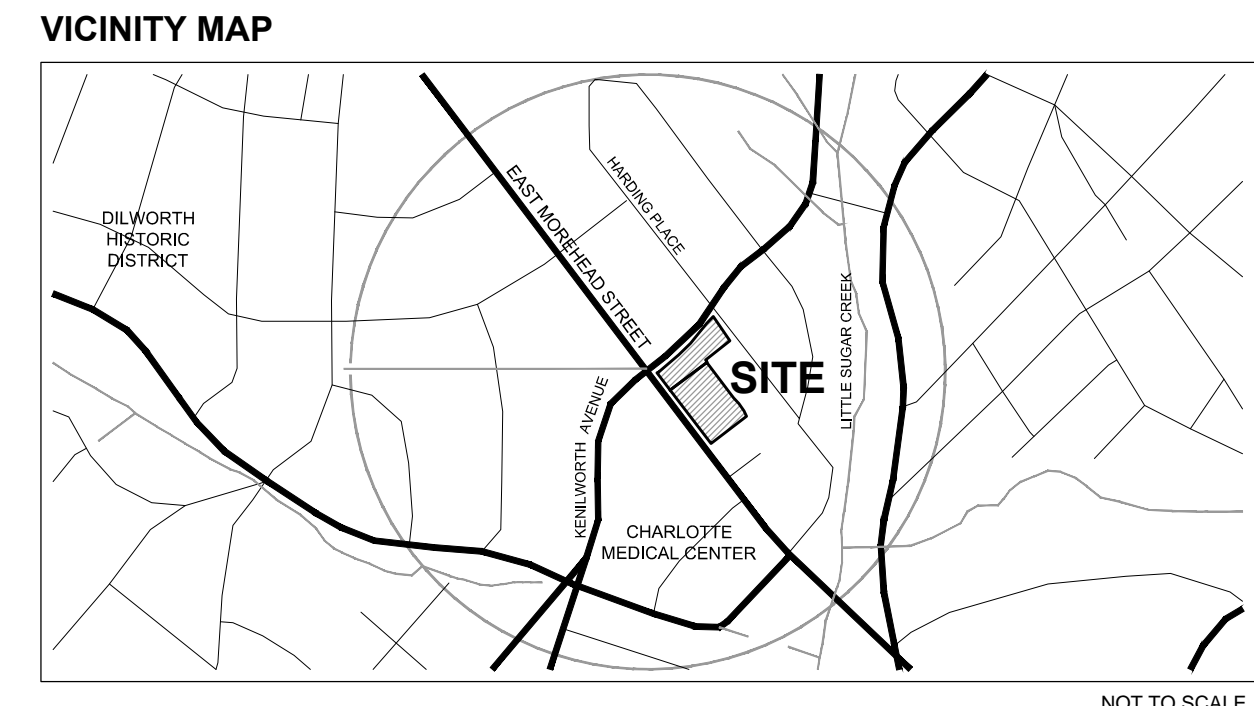 VICINITY MAP
EAST MOREHEAD STREET
HARDING PLACE
DILWORTH
HISTORIC
DISTRICT
LITTLE SUGAR CREEK
SITE
KENILWORTH AVENUE
CHARLOTTE
MEDICAL CENTER
NOT TO SCALE